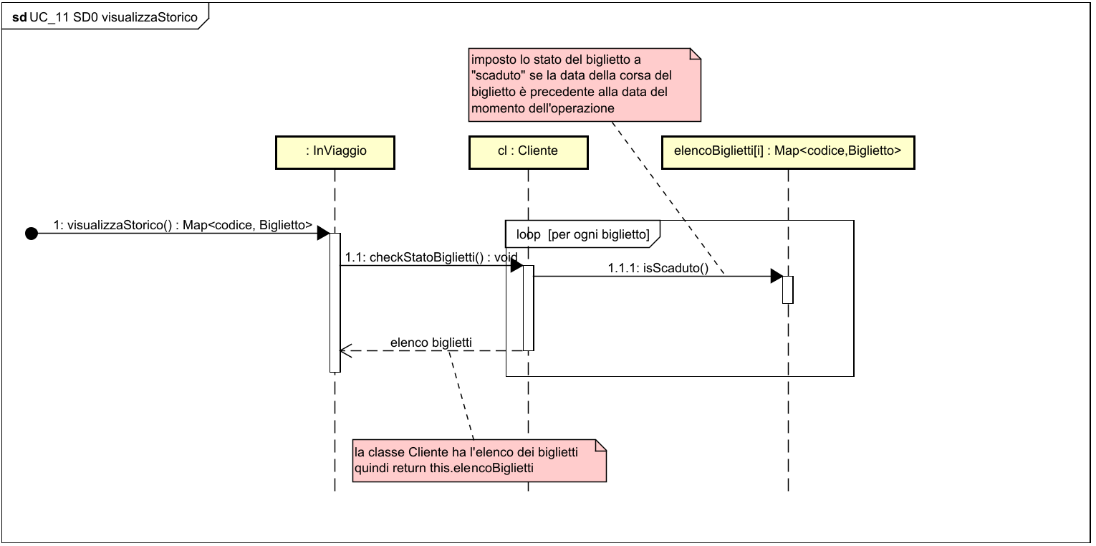 sd UC_11 SD0 visualizzaStorico
imposto lo stato del biglietto a
"scaduto" se la data della corsa del
biglietto è precedente alla data del
momento dell'operazione
: InViaggio
cl : Cliente
elencoBiglietti[i] : Map<codice,Biglietto>
1: visualizzaStorico() : Map<codice, Biglietto>
loop [per ogni biglietto]
1.1: checkStatoBiglietti() : void
1.1.1: isScaduto()
elenco biglietti
la classe Cliente ha l'elenco dei biglietti
quindi return this.elencoBiglietti